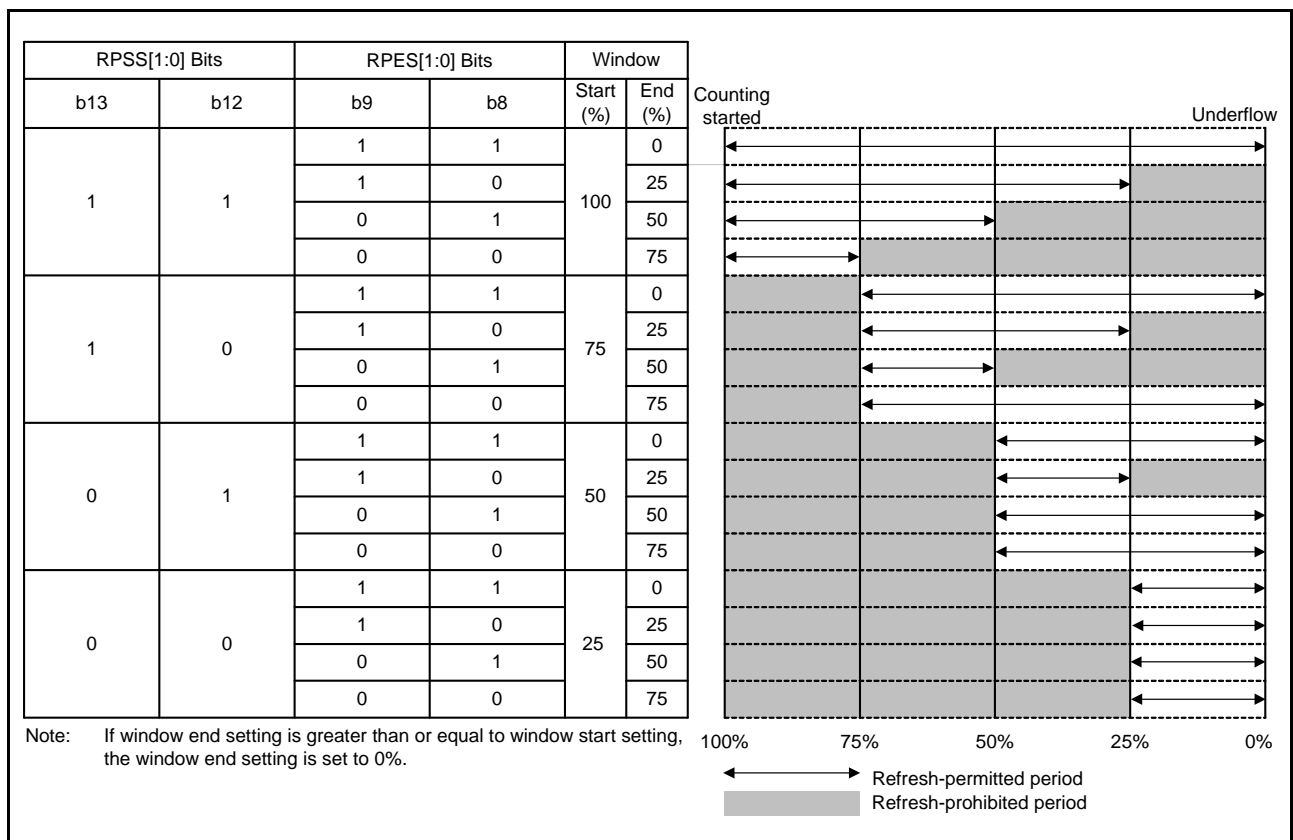 RPSS[1:0] Bits RPES[1:0] Bits Window
b13 b12 b9 b8 Start (%) End (%)
Counting started
Underflow
1 1 1 1 100 0
1 0 25
0 1 50
0 0 75
1 0 1 1 75 0
1 0 25
0 1 50
0 0 75
0 1 1 1 50 0
1 0 25
0 1 50
0 0 75
0 0 1 1 25 0
1 0 25
0 1 50
0 0 75
100% 75% 50% 25% 0%
Note: If window end setting is greater than or equal to window start setting,
the window end setting is set to 0%.
Refresh-permitted period
Refresh-prohibited period